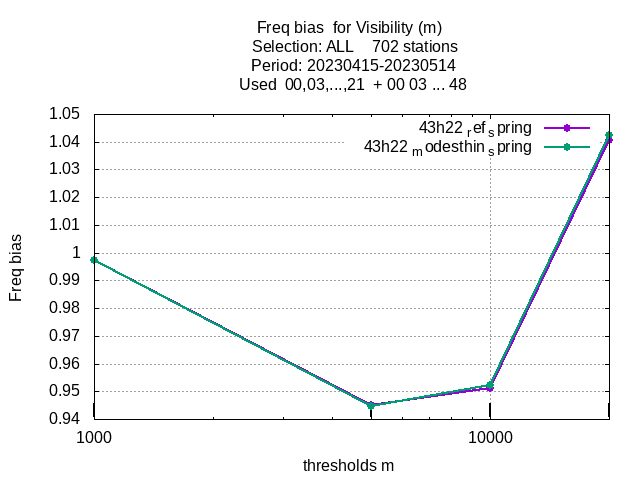 Freq bias  for Visibility (m)
Selection: ALL    702 stations
Period: 20230415-20230514
Used  00,03,...,21  + 00 03 ... 48
1.05
1.04
1.03
1.02
1.01
1
0.99
0.98
0.97
0.96
0.95
0.94
Freq bias
43h22 ref spring
43h22 modesthin spring
1000
10000
thresholds m